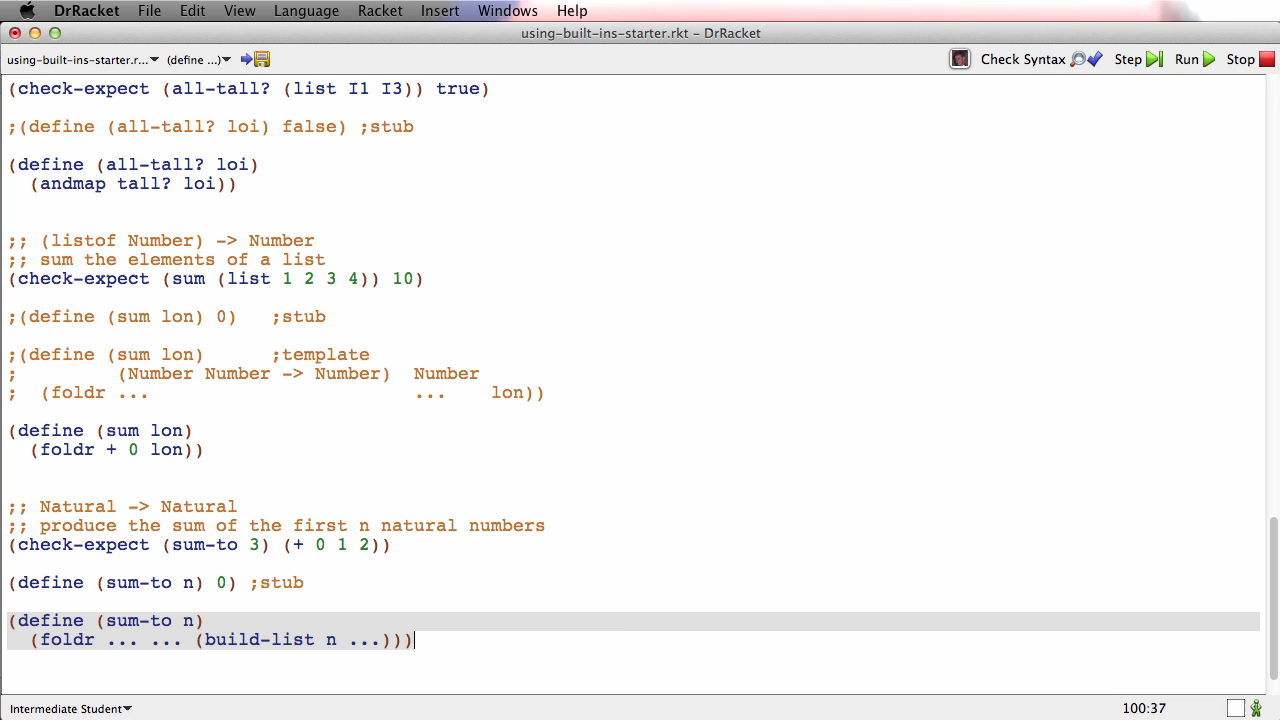 DrRacket File Edit View Language Racket Insert Windows Help
using-built-ins-starter.rkt - DrRacket
using-built-ins-starter.r... (define ...) Check Syntax Step Run Stop
(check-expect (all-tall? (list I1 I3)) true)
;(define (all-tall? loi) false) ;stub
(define (all-tall? loi)
  (andmap tall? loi))
;; (listof Number) -> Number
;; sum the elements of a list
(check-expect (sum (list 1 2 3 4)) 10)
;(define (sum lon) 0)   ;stub
;(define (sum lon)      ;template
;         (Number Number -> Number)  Number
;  (foldr ...                        ...    lon))
(define (sum lon)
  (foldr + 0 lon))
;; Natural -> Natural
;; produce the sum of the first n natural numbers
(check-expect (sum-to 3) (+ 0 1 2))
(define (sum-to n) 0) ;stub
(define (sum-to n)
  (foldr ... ... (build-list n ...)))
Intermediate Student 100:37